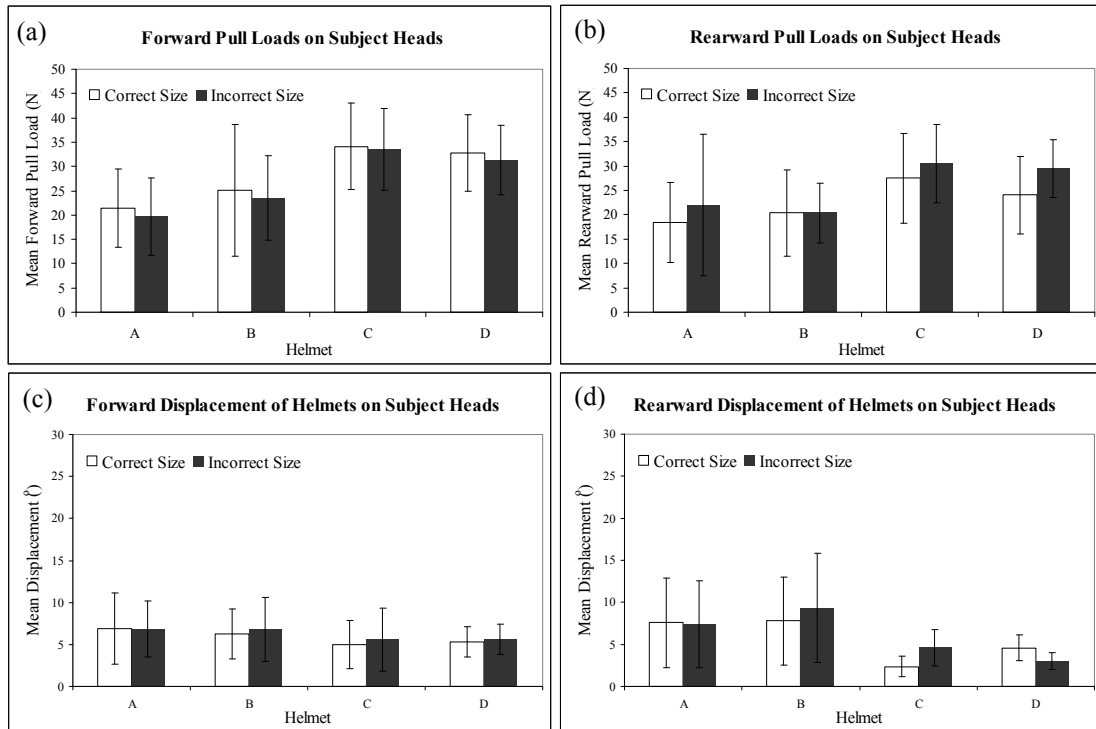 (a)
Forward Pull Loads on Subject Heads
Mean Forward Pull Load (N
50
45
40
35
30
25
20
15
10
5
0
Correct Size Incorrect Size
A B C D
Helmet
(b)
Rearward Pull Loads on Subject Heads
Mean Rearward Pull Load (N
50
45
40
35
30
25
20
15
10
5
0
Correct Size Incorrect Size
A B C D
Helmet
(c)
Forward Displacement of Helmets on Subject Heads
Mean Displacement (°)
30
25
20
15
10
5
0
Correct Size Incorrect Size
A B C D
Helmet
(d)
Rearward Displacement of Helmets on Subject Heads
Mean Displacement (°)
30
25
20
15
10
5
0
Correct Size Incorrect Size
A B C D
Helmet